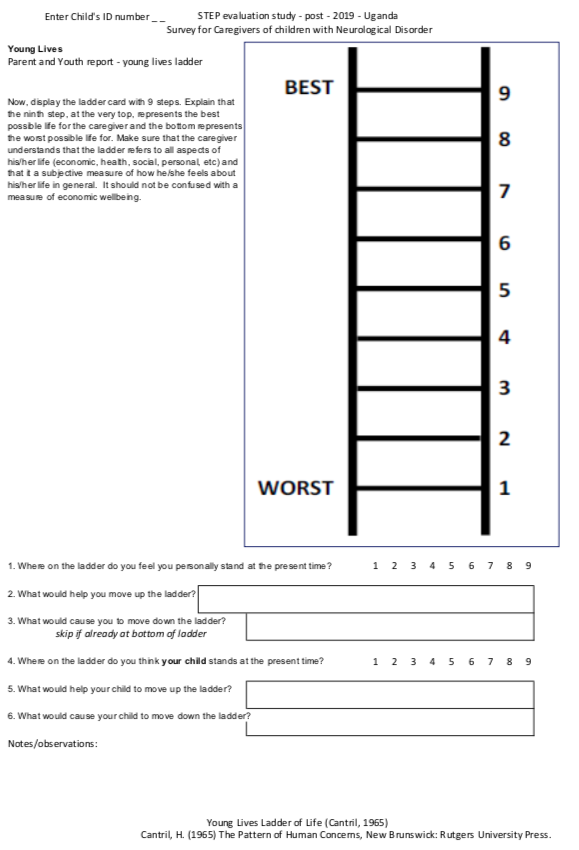 Enter Child's ID number _ _ STEP evaluation study - post - 2019 - Uganda
Survey for Caregivers of children with Neurological Disorder
Young Lives
Parent and Youth report - young lives ladder
Now, display the ladder card with 9 steps. Explain that
the ninth step, at the very top, represents the best
possible life for the caregiver and the bottom represents
the worst possible life for. Make sure that the caregiver
understands that the ladder refers to all aspects of
his/her life (economic, health, social, personal, etc) and
that it a subjective measure of how he/she feels about
his/her life in general. It should not be confused with a
measure of economic wellbeing.
BEST 9
8
7
6
5
4
3
2
WORST 1
1. Where on the ladder do you feel you personally stand at the present time? 1 2 3 4 5 6 7 8 9
2. What would help you move up the ladder?
3. What would cause you to move down the ladder?
skip if already at bottom of ladder
4. Where on the ladder do you think your child stands at the present time? 1 2 3 4 5 6 7 8 9
5. What would help your child to move up the ladder?
6. What would cause your child to move down the ladder?
Notes/observations:
Young Lives Ladder of Life (Cantril, 1965)
Cantril, H. (1965) The Pattern of Human Concerns, New Brunswick: Rutgers University Press.